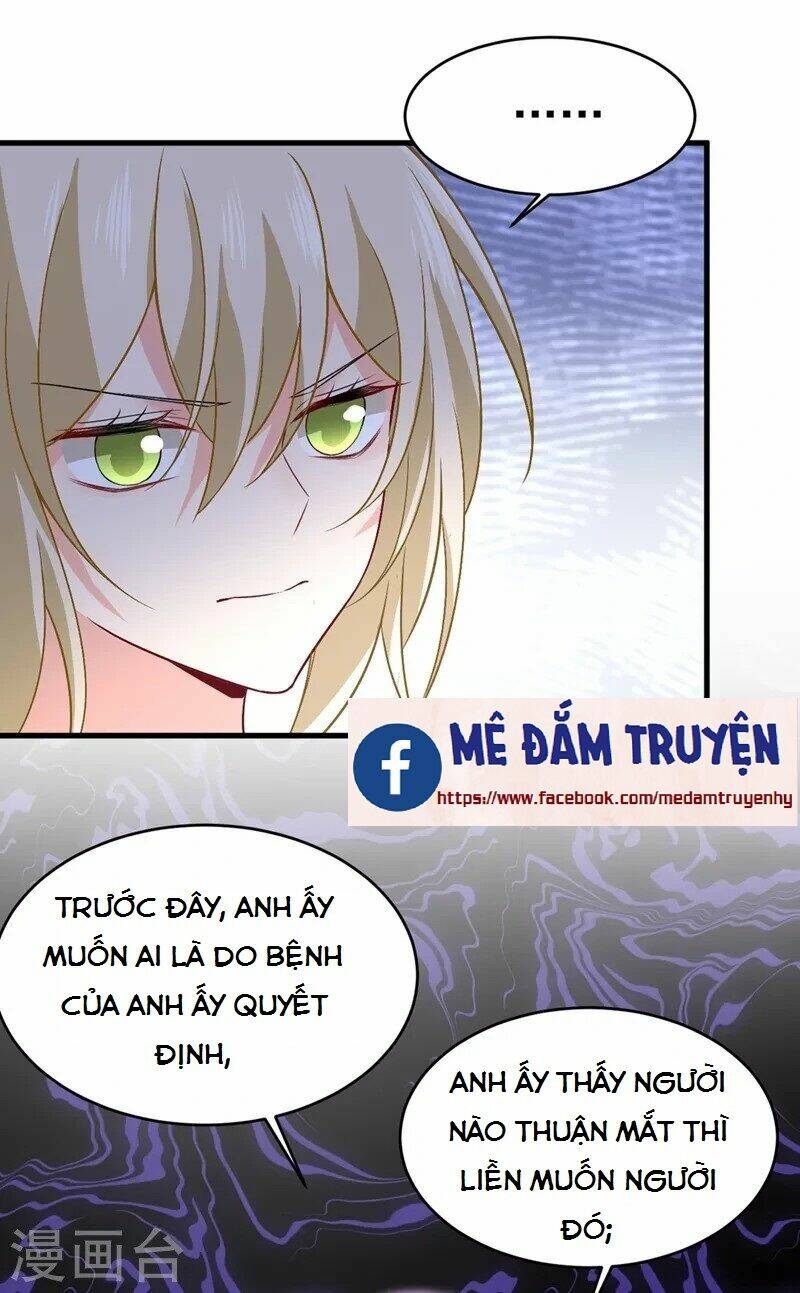 ......
MÊ ĐẮM TRUYỆN
https://www.facebook.com/medamtruyenhy
TRƯỚC ĐÂY, ANH ẤY
MUỐN AI LÀ DO BỆNH
CỦA ANH ẤY QUYẾT
ĐỊNH,
ANH ẤY THẤY NGƯỜI
NÀO THUẬN MẮT THÌ
LIỀN MUỐN NGƯỜI
ĐÓ;
漫画台